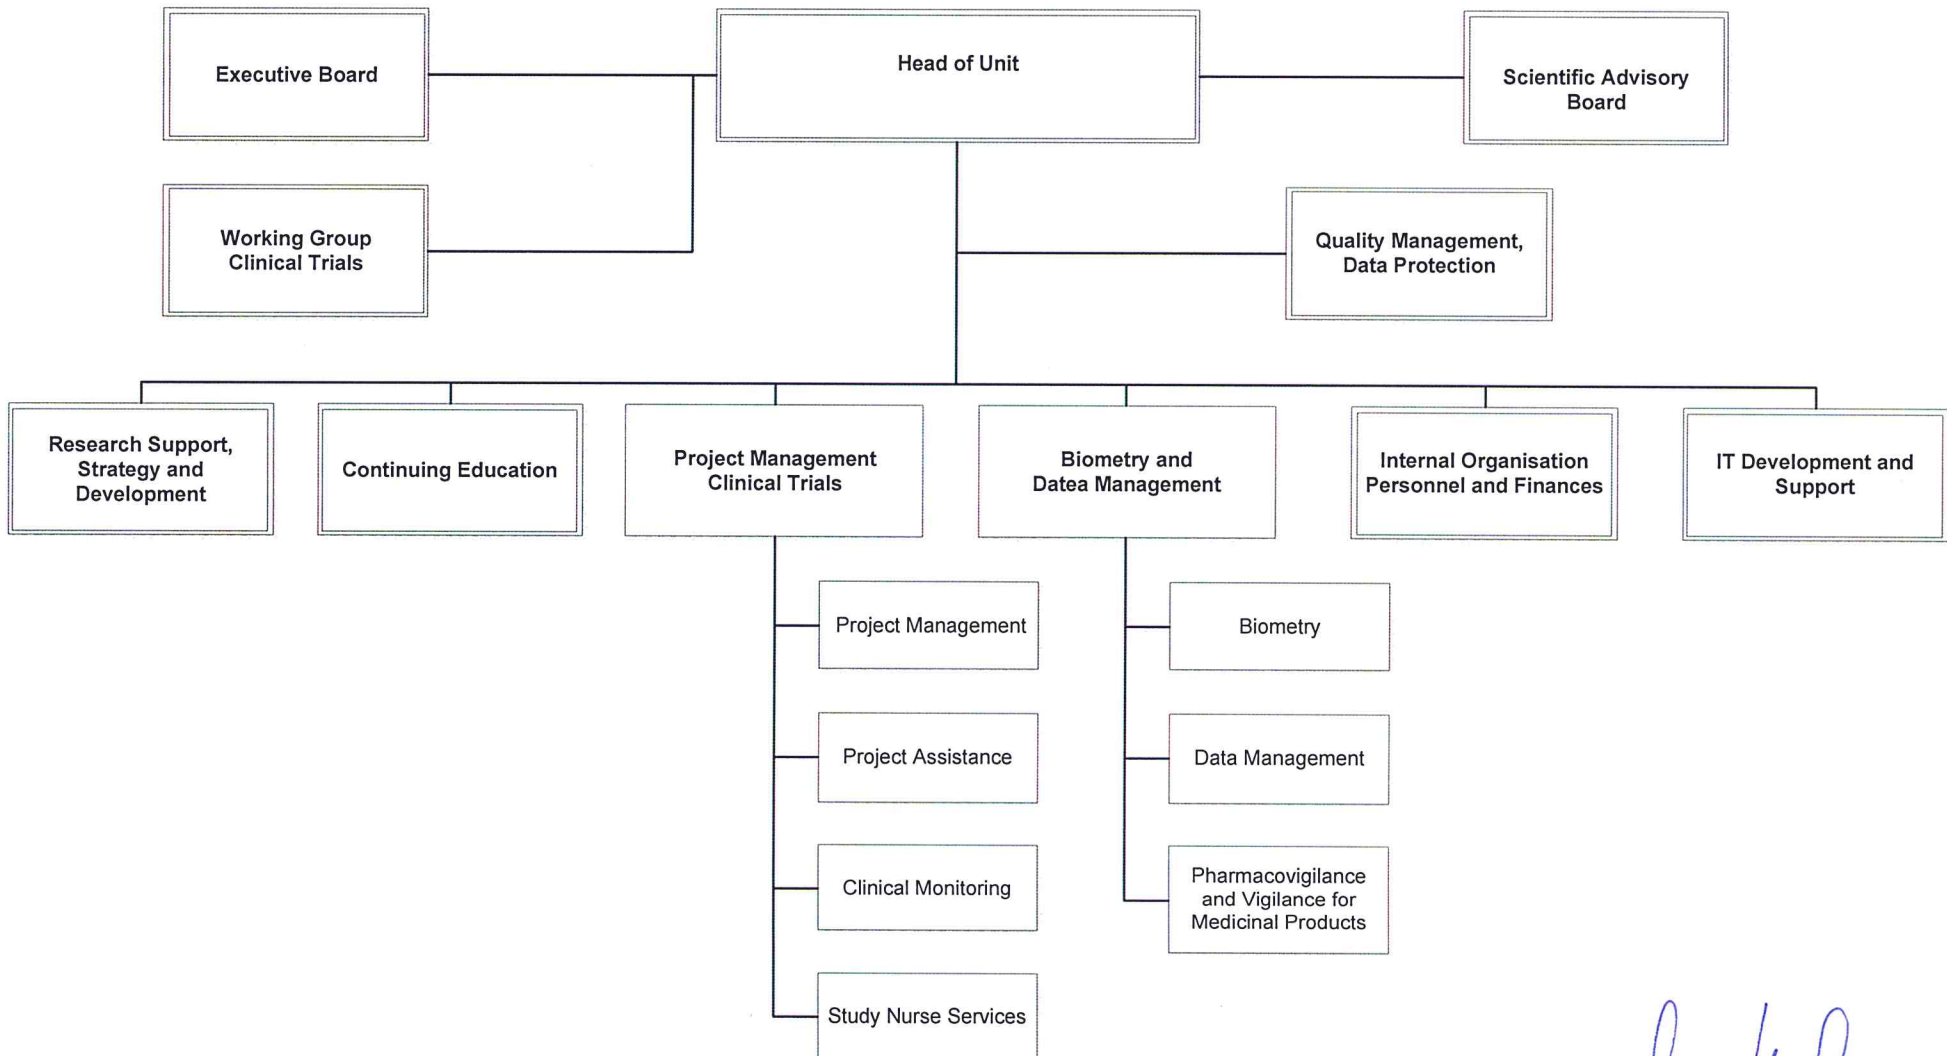 Executive Board
Head of Unit
Scientific Advisory
Board
Working Group
Clinical Trials
Quality Management,
Data Protection
Research Support,
Strategy and
Development
Continuing Education
Project Management
Clinical Trials
Biometry and
Datea Management
Internal Organisation
Personnel and Finances
IT Development and
Support
Project Management
Project Assistance
Clinical Monitoring
Study Nurse Services
Biometry
Data Management
Pharmacovigilance
and Vigilance for
Medicinal Products